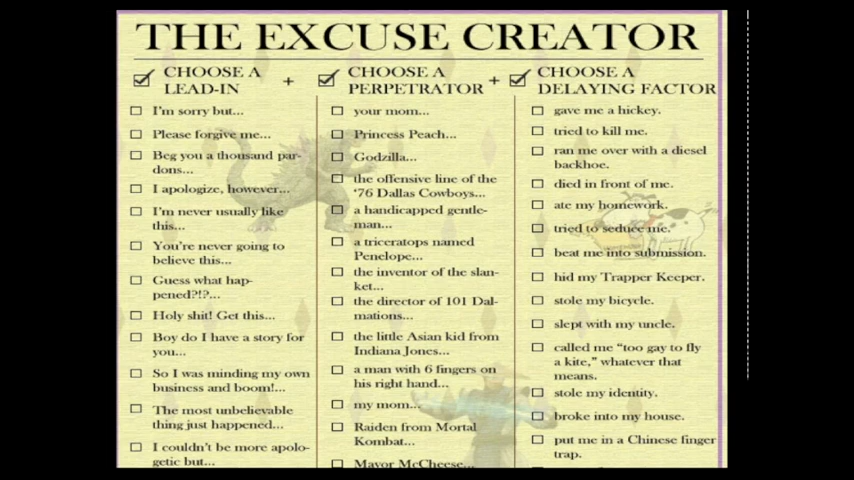 THE EXCUSE CREATOR
CHOOSE A
LEAD-IN
+
CHOOSE A
PERPETRATOR
+
CHOOSE A
DELAYING FACTOR
I'm sorry but...
Please forgive me...
Beg you a thousand par-
dons...
I apologize, however...
I'm never usually like
this...
You're never going to
believe this...
Guess what hap-
pened?!?...
Holy shit! Get this...
Boy do I have a story for
you...
So I was minding my own
business and boom!...
The most unbelievable
thing just happened...
I couldn't be more apolo-
getic but...
your mom...
Princess Peach...
Godzilla...
the offensive line of the
'76 Dallas Cowboys...
a handicapped gentle-
man...
a triceratops named
Penelope...
the inventor of the slan-
ket...
the director of 101 Dal-
mations...
the little Asian kid from
Indiana Jones...
a man with 6 fingers on
his right hand...
my mom...
Raiden from Mortal
Kombat...
Mayor McCheese...
gave me a hickey.
tried to kill me.
ran me over with a diesel
backhoe.
died in front of me.
ate my homework.
tried to seduce me.
beat me into submission.
hid my Trapper Keeper.
stole my bicycle.
slept with my uncle.
called me "too gay to fly
a kite," whatever that
means.
stole my identity.
broke into my house.
put me in a Chinese finger
trap.